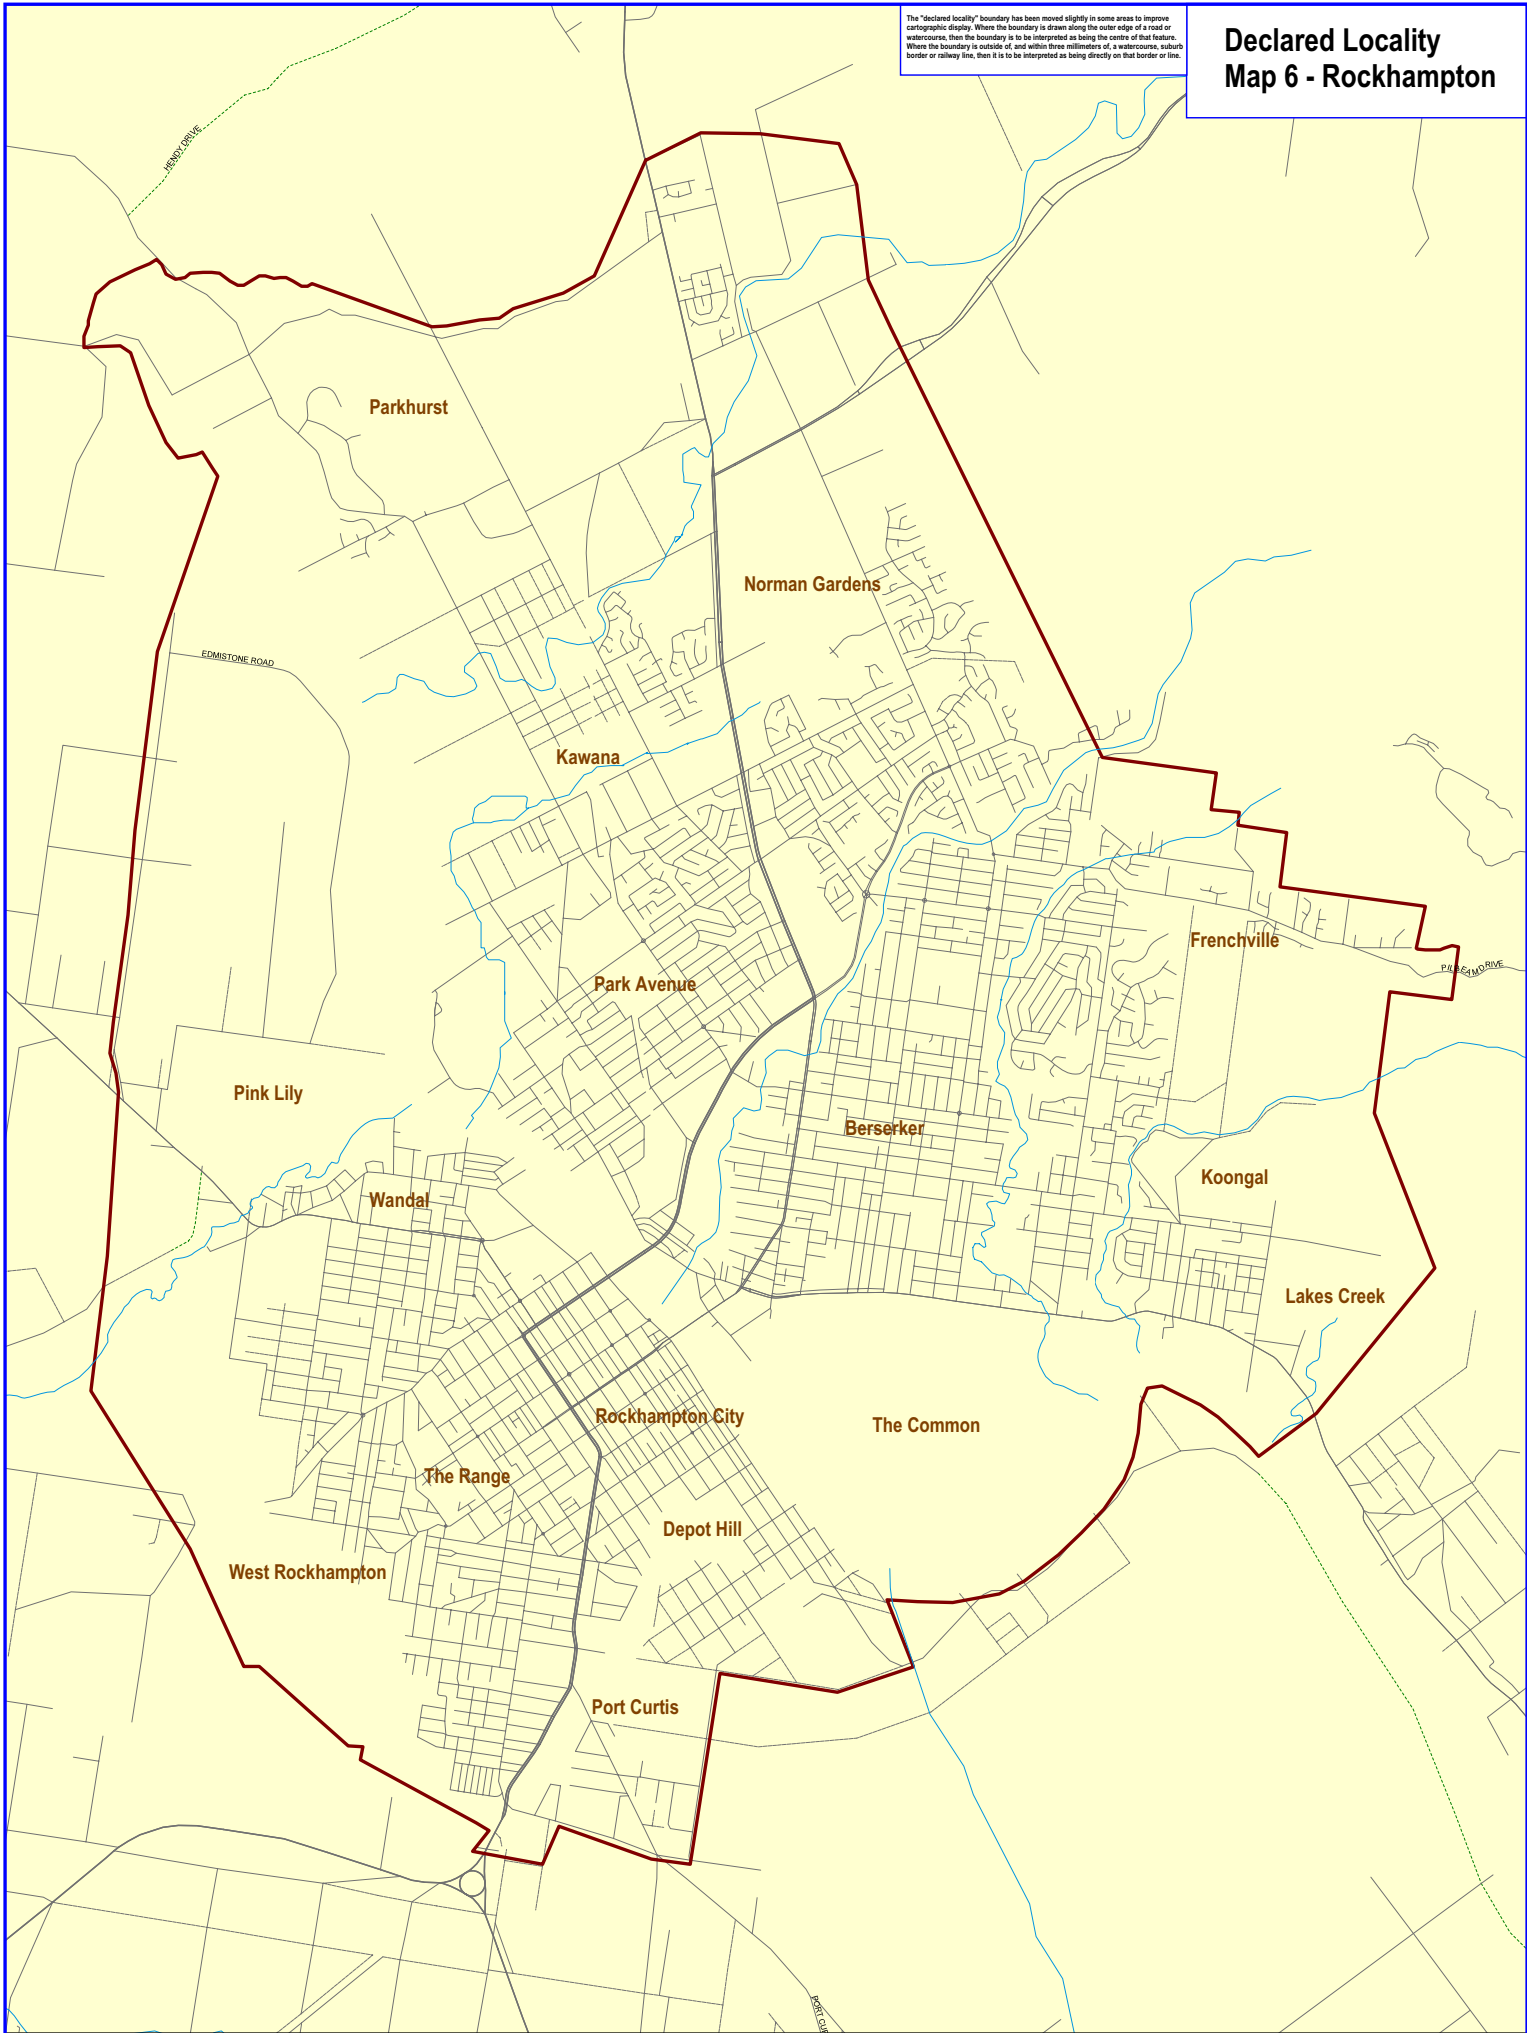 The "declared locality" boundary has been moved slightly in some areas to improve
cartographic display. Where the boundary is drawn along the outer edge of a road or
watercourse, then the boundary is to be interpreted as being the centre of that feature.
Where the boundary is outside of, and within three millimeters of, a watercourse, suburb
border or railway line, then it is to be interpreted as being directly on that border or line.
Declared Locality
Map 6 - Rockhampton
HENDY DRIVE
Parkhurst
Norman Gardens
EDMISTONE ROAD
Kawana
Frenchville
PILBEAM DRIVE
Park Avenue
Pink Lily
Berserker
Koongal
Wandal
Lakes Creek
Rockhampton City
The Common
The Range
Depot Hill
West Rockhampton
Port Curtis
PORT CUR